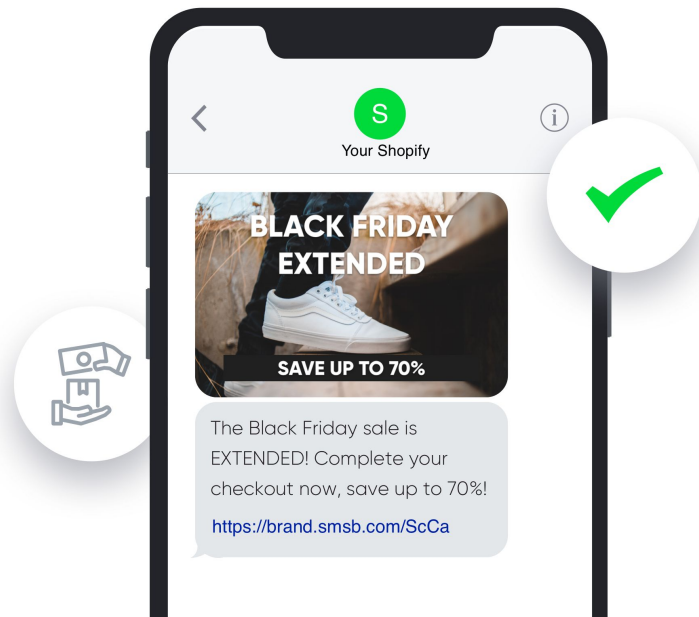 S
Your Shopify
i
BLACK FRIDAY
EXTENDED
SAVE UP TO 70%
The Black Friday sale is
EXTENDED! Complete your
checkout now, save up to 70%!
https://brand.smsb.com/ScCa